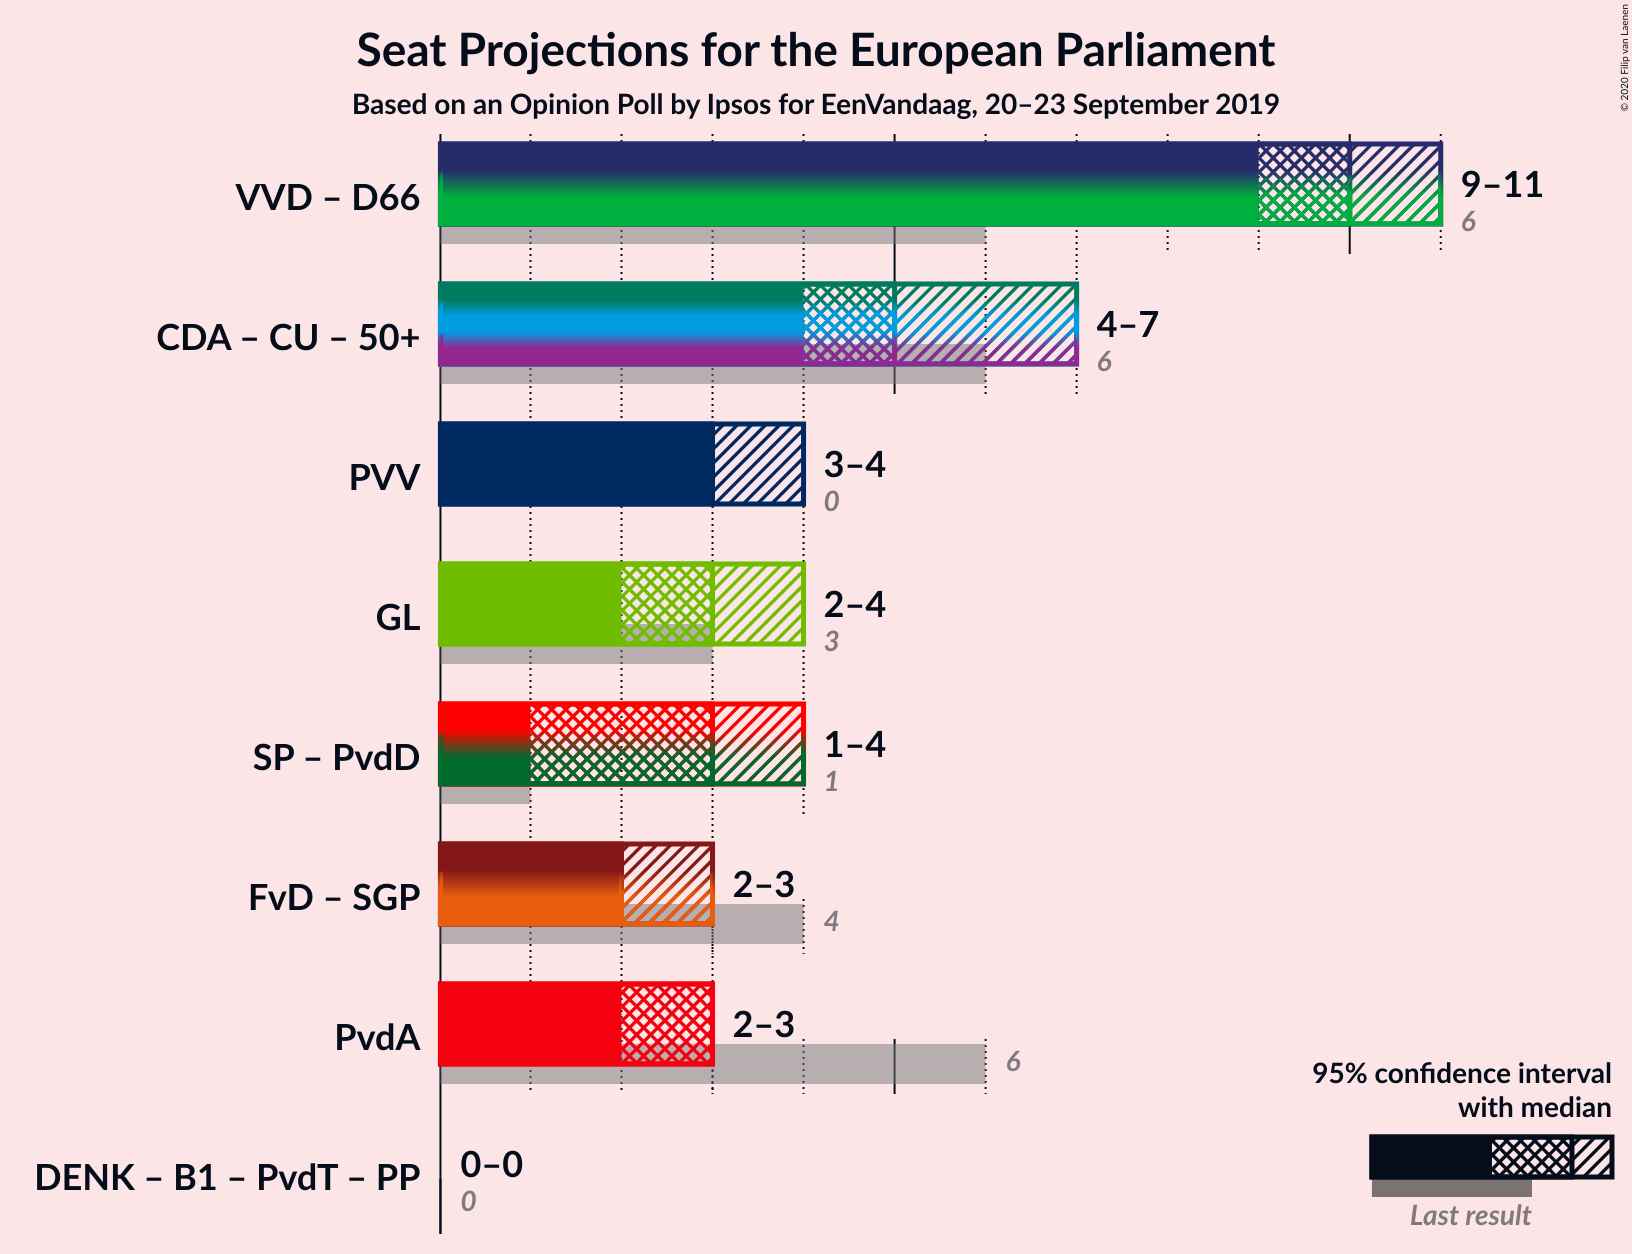 Seat Projections for the European Parliament
Based on an Opinion Poll by Ipsos for EenVandaag, 20–23 September 2019
© 2020 Filip van Laenen
VVD – D66
9–11
6
CDA – CU – 50+
4–7
6
PVV
3–4
0
GL
2–4
3
SP – PvdD
1–4
1
FvD – SGP
2–3
4
PvdA
2–3
6
DENK – B1 – PvdT – PP
0–0
0
95% confidence interval
with median
Last result